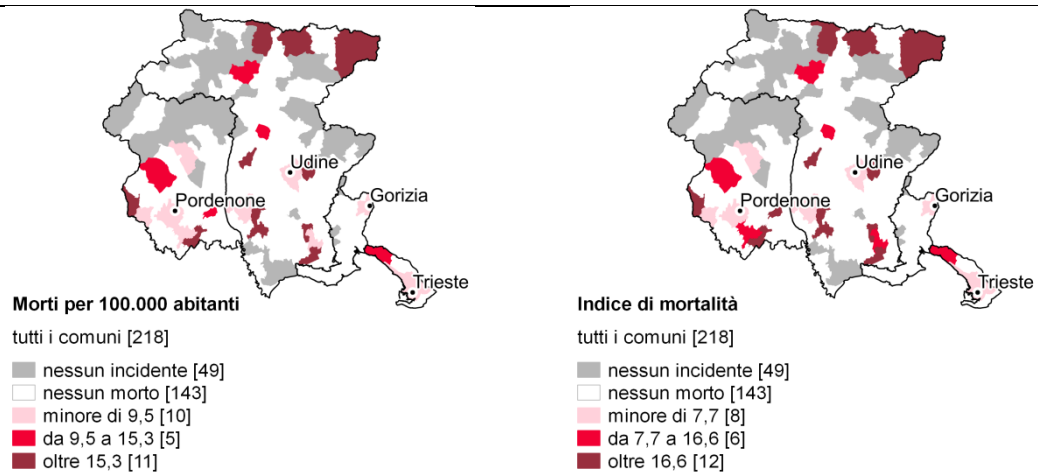 Udine
Gorizia
Pordenone
Trieste
Morti per 100.000 abitanti
tutti i comuni [218]
nessun incidente [49]
nessun morto [143]
minore di 9,5 [10]
da 9,5 a 15,3 [5]
oltre 15,3 [11]
Udine
Gorizia
Pordenone
Trieste
Indice di mortalità
tutti i comuni [218]
nessun incidente [49]
nessun morto [143]
minore di 7,7 [8]
da 7,7 a 16,6 [6]
oltre 16,6 [12]